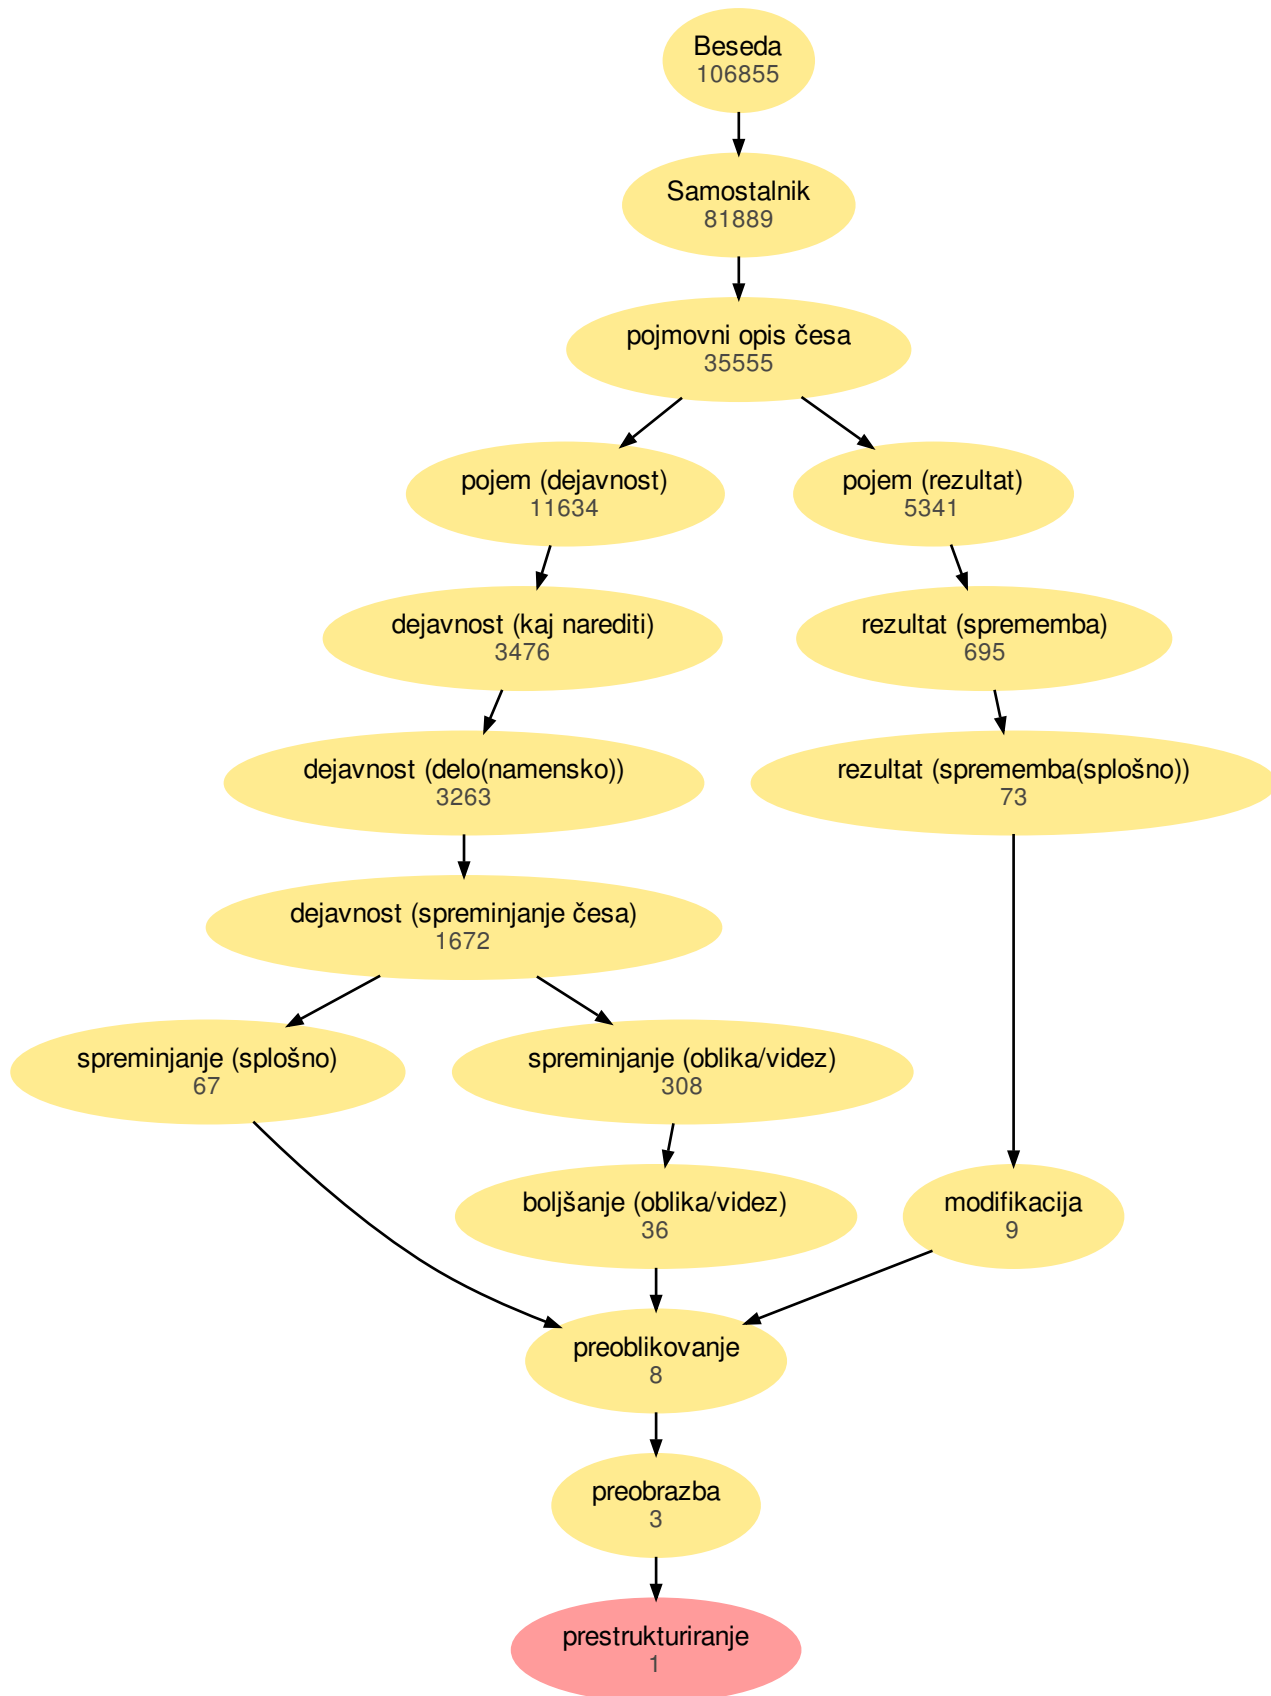 Beseda
106855
Samostalnik
81889
pojmovni opis česa
35555
pojem (dejavnost)
11634
pojem (rezultat)
5341
dejavnost (kaj narediti)
3476
rezultat (sprememba)
695
dejavnost (delo(namensko))
3263
rezultat (sprememba(splošno))
73
dejavnost (spreminjanje česa)
1672
spreminjanje (splošno)
67
spreminjanje (oblika/videz)
308
boljšanje (oblika/videz)
36
modifikacija
9
preoblikovanje
8
preobrazba
3
prestrukturiranje
1